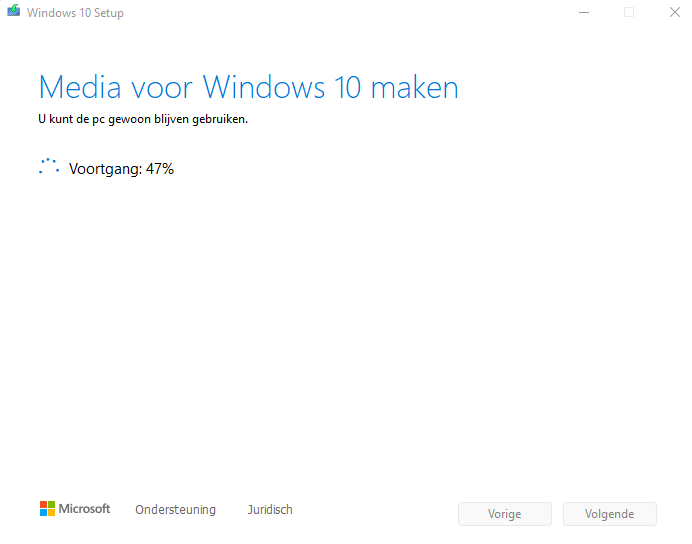 Windows 10 Setup
Media voor Windows 10 maken
U kunt de pc gewoon blijven gebruiken.
Voortgang: 47%
Microsoft Ondersteuning Juridisch Vorige Volgende